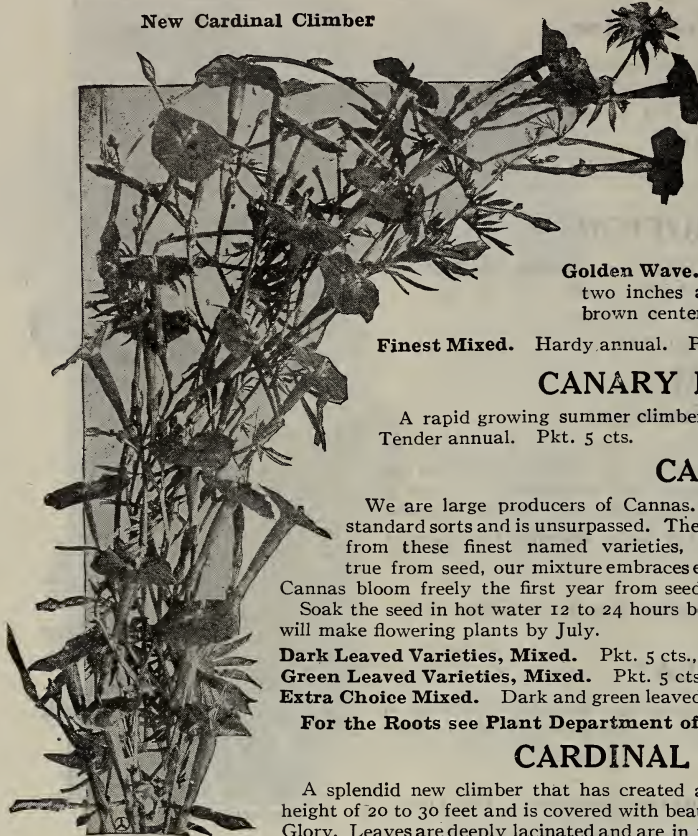 New Cardinal Climber
Golden Wave.
two inches
brown center
Finest Mixed. Hardy annual.
CANARY
A rapid growing summer climber
Tender annual. Pkt. 5 cts.
CA
We are large producers of Cannas.
standard sorts and is unsurpassed. The
from these finest named varieties,
true from seed, our mixture embraces
Cannas bloom freely the first year from seed
Soak the seed in hot water 12 to 24 hours b
will make flowering plants by July.
Dark Leaved Varieties, Mixed. Pkt. 5 cts.,
Green Leaved Varieties, Mixed. Pkt. 5 cts
Extra Choice Mixed. Dark and green leaved
For the Roots see Plant Department of
CARDINAL
A splendid new climber that has created a
height of 20 to 30 feet and is covered with
Glory. Leaves are deeply lacinated and are in